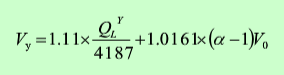 V_y = 1.11 × Q_L^Y / 4187 + 1.0161 × (α − 1)V_0